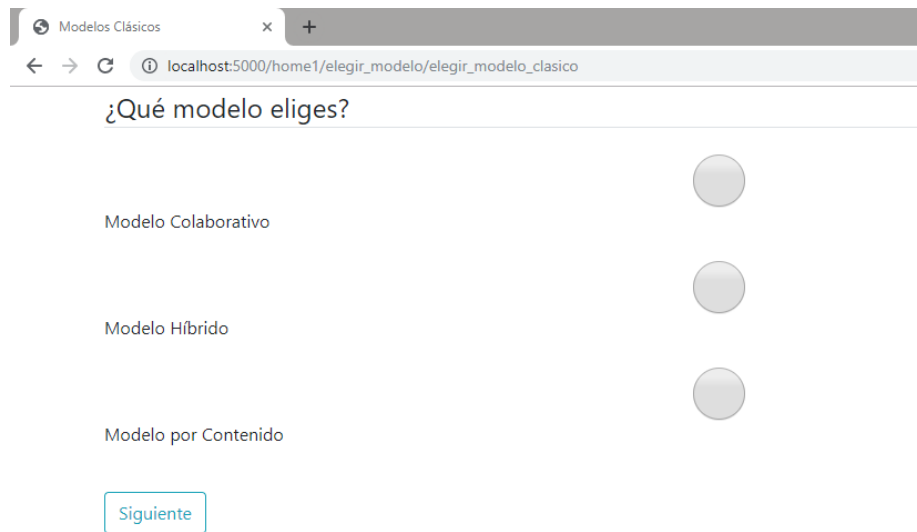 Modelos Clásicos
localhost:5000/home1/elegir_modelo/elegir_modelo_clasico
¿Qué modelo eliges?
Modelo Colaborativo
Modelo Híbrido
Modelo por Contenido
Siguiente